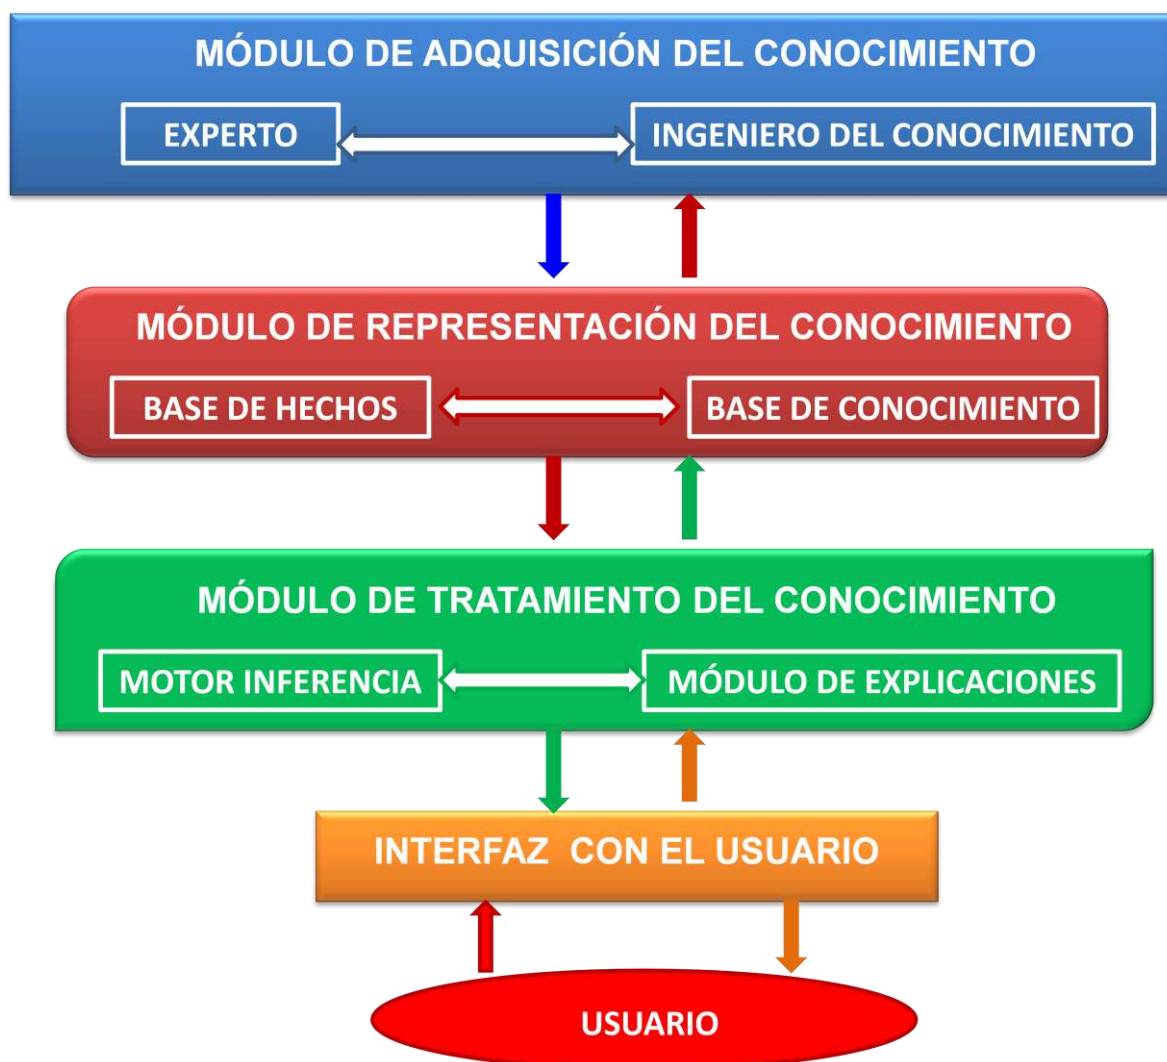 MÓDULO DE ADQUISICIÓN DEL CONOCIMIENTO
EXPERTO
INGENIERO DEL CONOCIMIENTO
MÓDULO DE REPRESENTACIÓN DEL CONOCIMIENTO
BASE DE HECHOS
BASE DE CONOCIMIENTO
MÓDULO DE TRATAMIENTO DEL CONOCIMIENTO
MOTOR INFERENCIA
MÓDULO DE EXPLICACIONES
INTERFAZ CON EL USUARIO
USUARIO